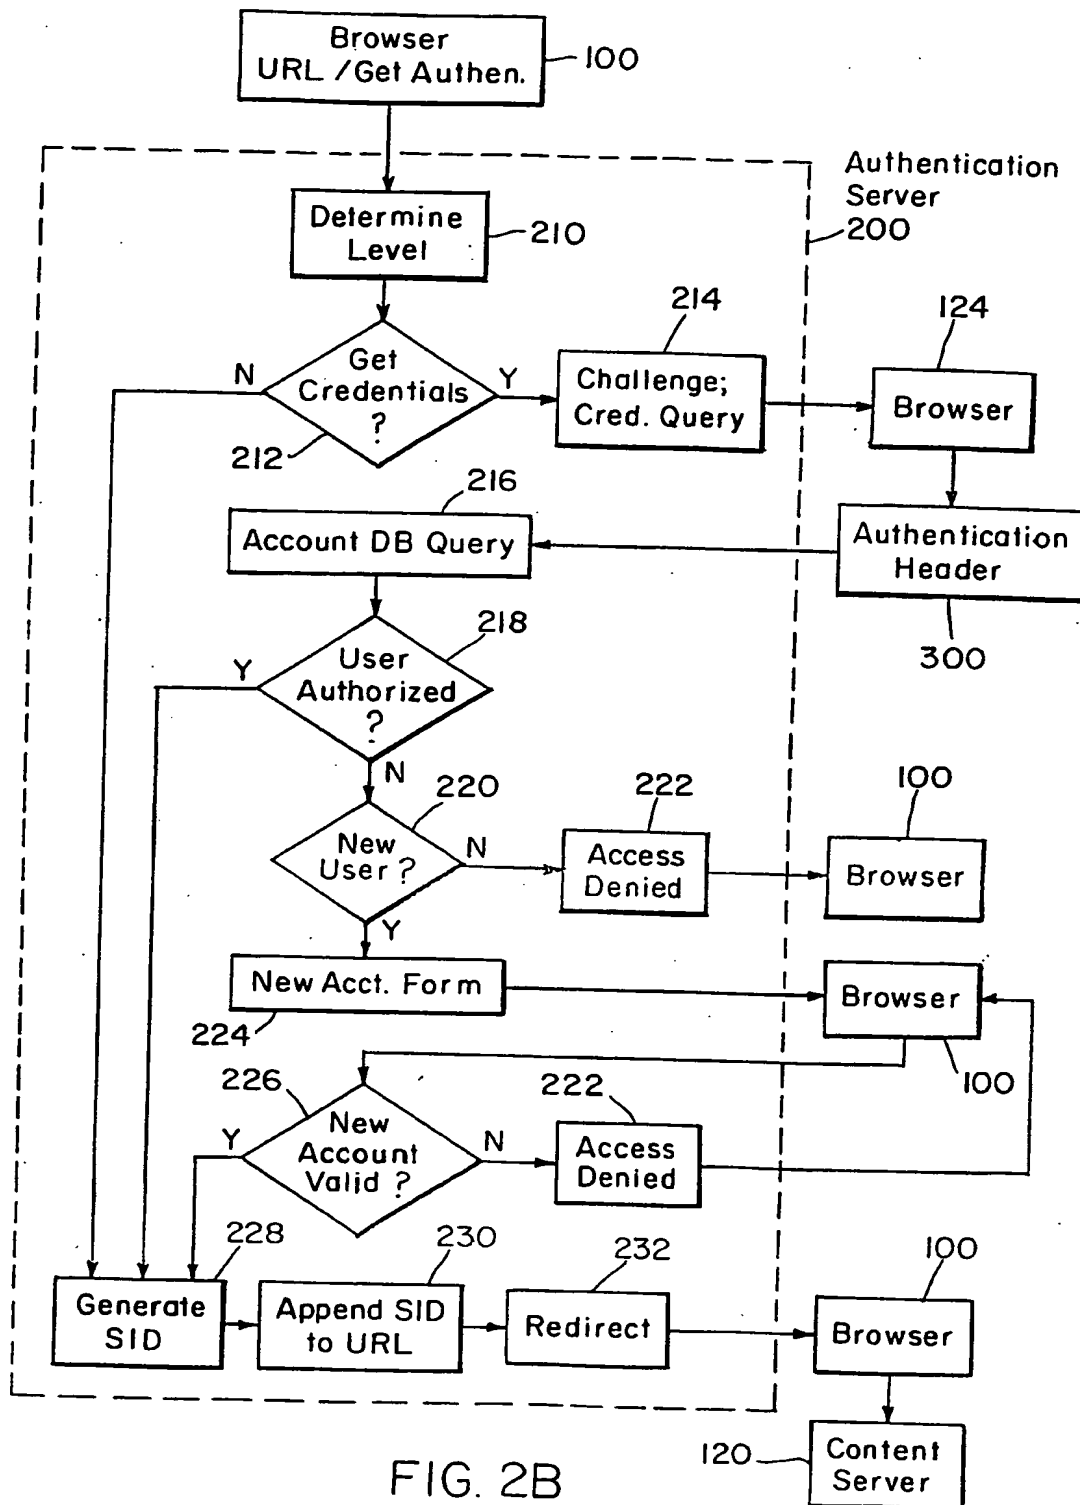 Browser
URL /Get Authen.
100
Authentication
Server
200
Determine
Level
210
214
124
Get
Credentials
?
N
Y
212
Challenge;
Cred. Query
Browser
216
Account DB Query
Authentication
Header
300
218
User
Authorized
?
Y
N
220
222
100
New
User ?
N
Y
Access
Denied
Browser
New Acct. Form
224
Browser
100
226
222
New
Account
Valid ?
Y
N
Access
Denied
228
230
232
100
Generate
SID
Append SID
to URL
Redirect
Browser
120
Content
Server
FIG. 2B